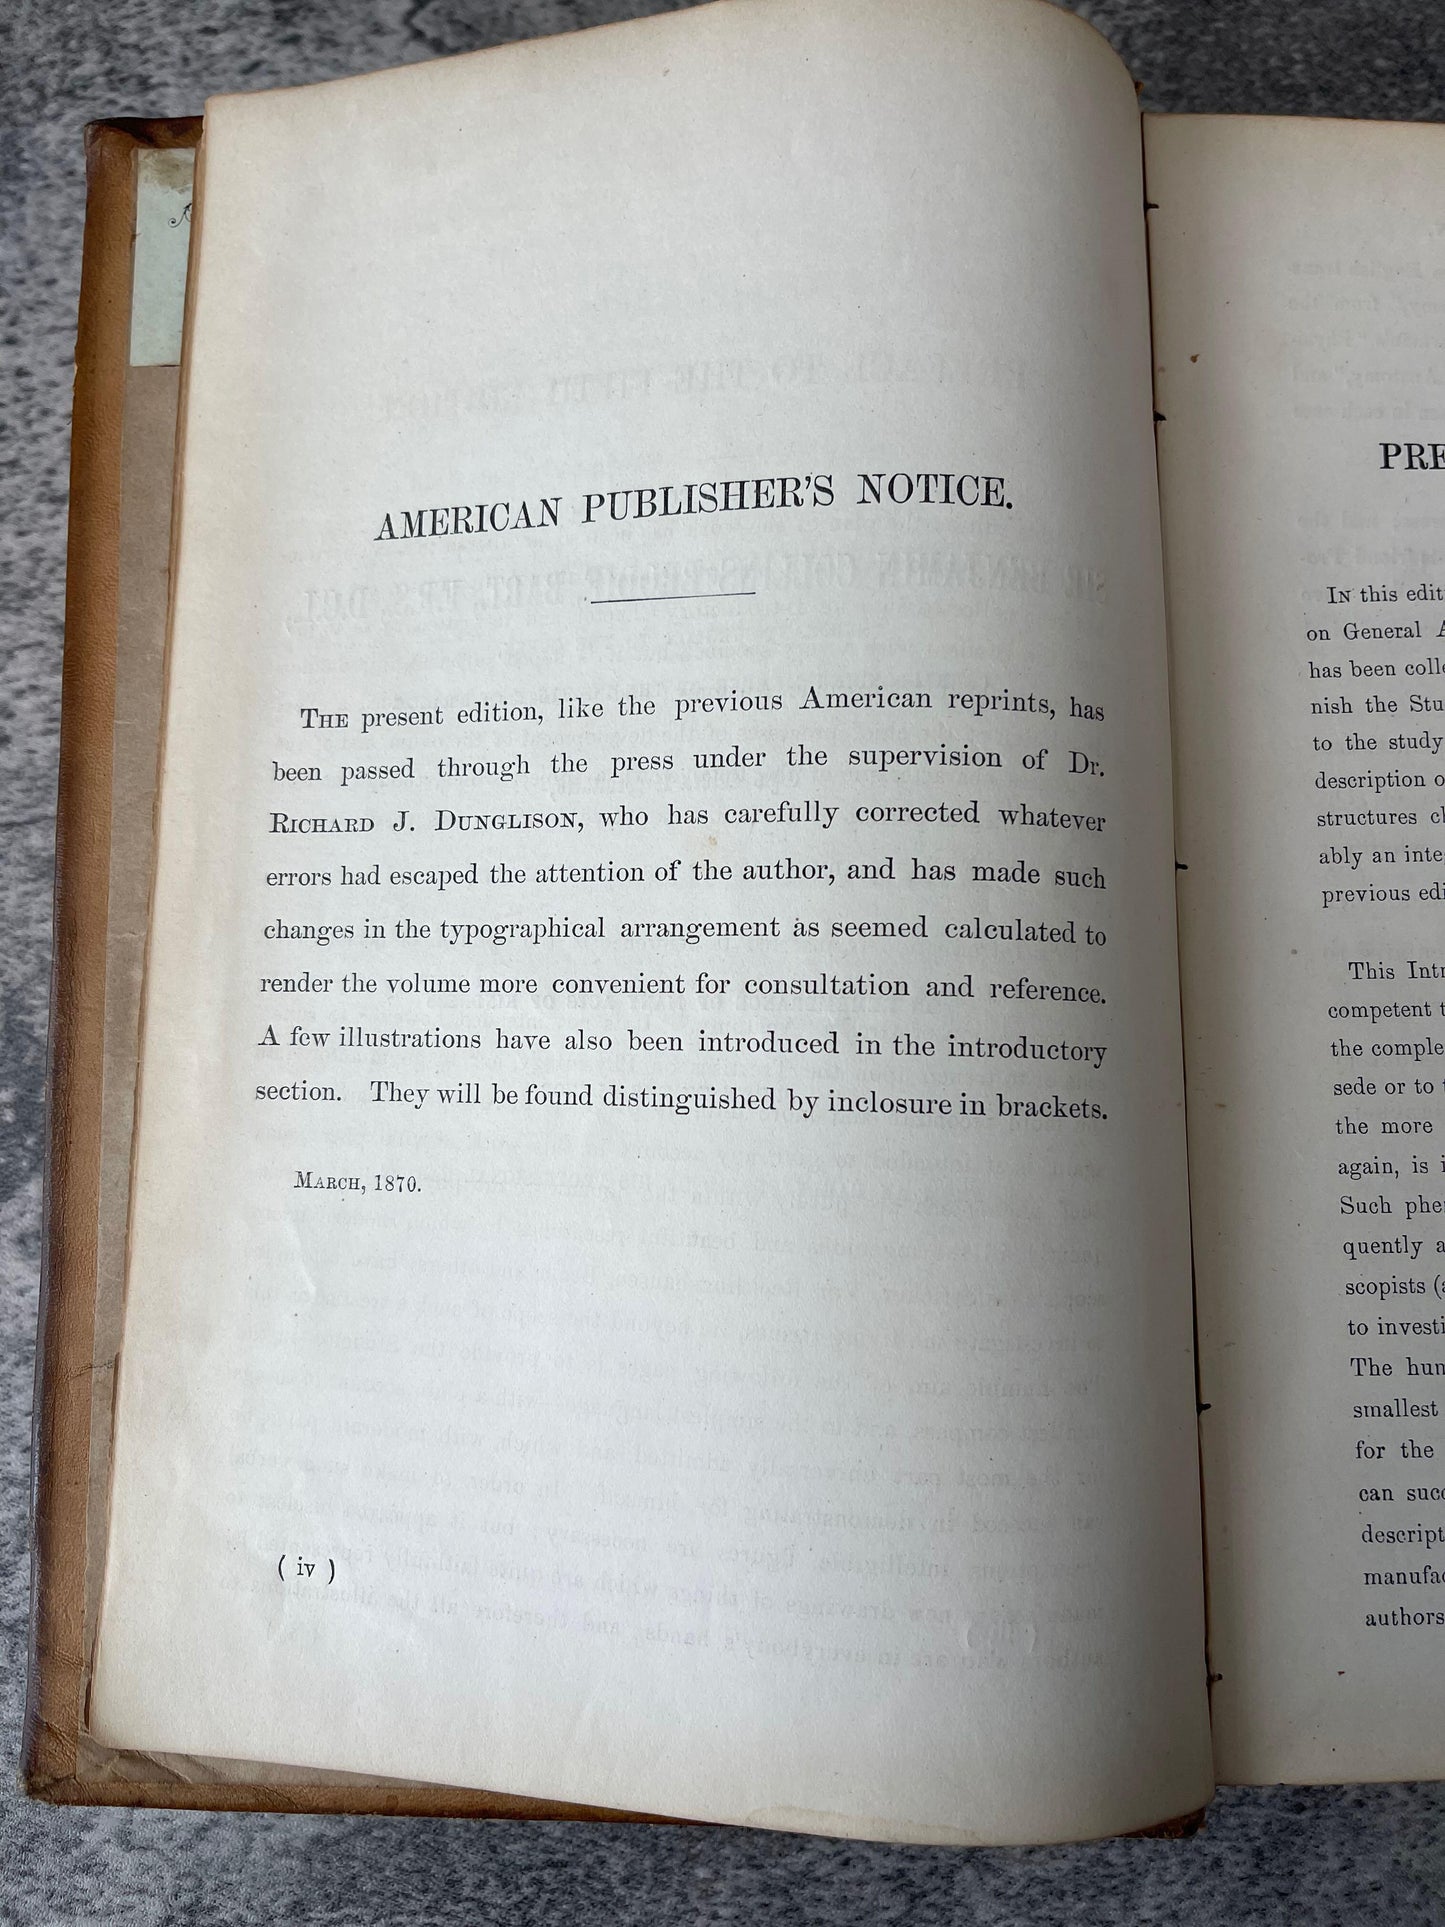 AMERICAN PUBLISHER'S NOTICE.
THE present edition, like the previous American reprints, has
been passed through the press under the supervision of Dr.
RICHARD J. DUNGLISON, who has carefully corrected whatever
errors had escaped the attention of the author, and has made such
changes in the typographical arrangement as seemed calculated to
render the volume more convenient for consultation and reference.
A few illustrations have also been introduced in the introductory
section. They will be found distinguished by inclosure in brackets.
MARCH, 1870.
( iv )
PRE
IN this edit
on General A
has been colle
nish the Stu
to the study
description o
structures ch
ably an inte
previous edi
This Intr
competent t
the comple
sede or to
the more
again, is i
Such phe
quently a
scopists (a
to investi
The hun
smallest
for the
can succ
descript
manufac
authors